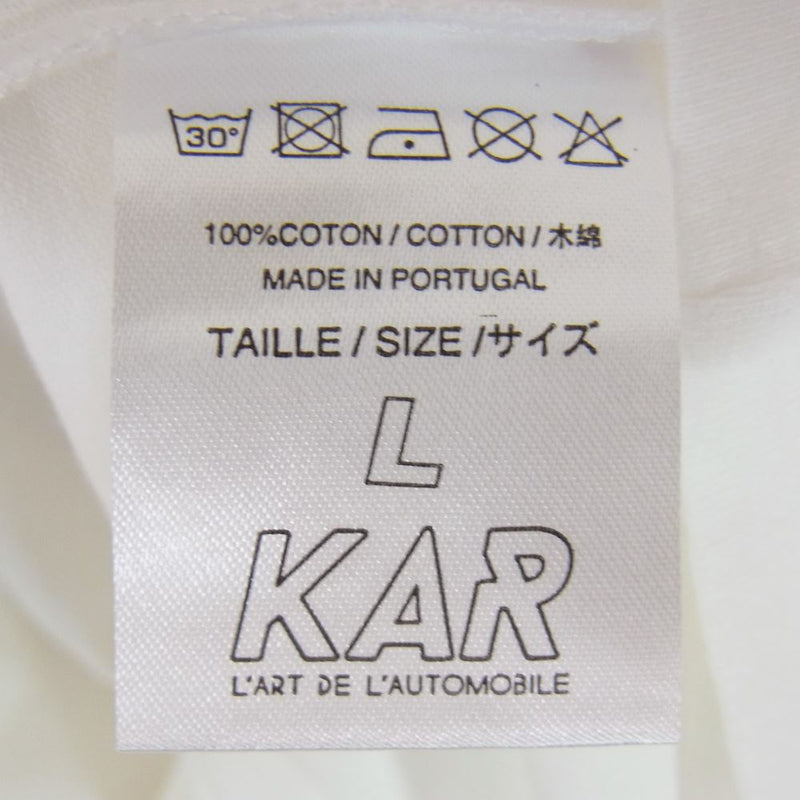 30°
100%COTON / COTTON / 木綿
MADE IN PORTUGAL
TAILLE / SIZE /サイズ
L
KAR
L'ART DE L'AUTOMOBILE